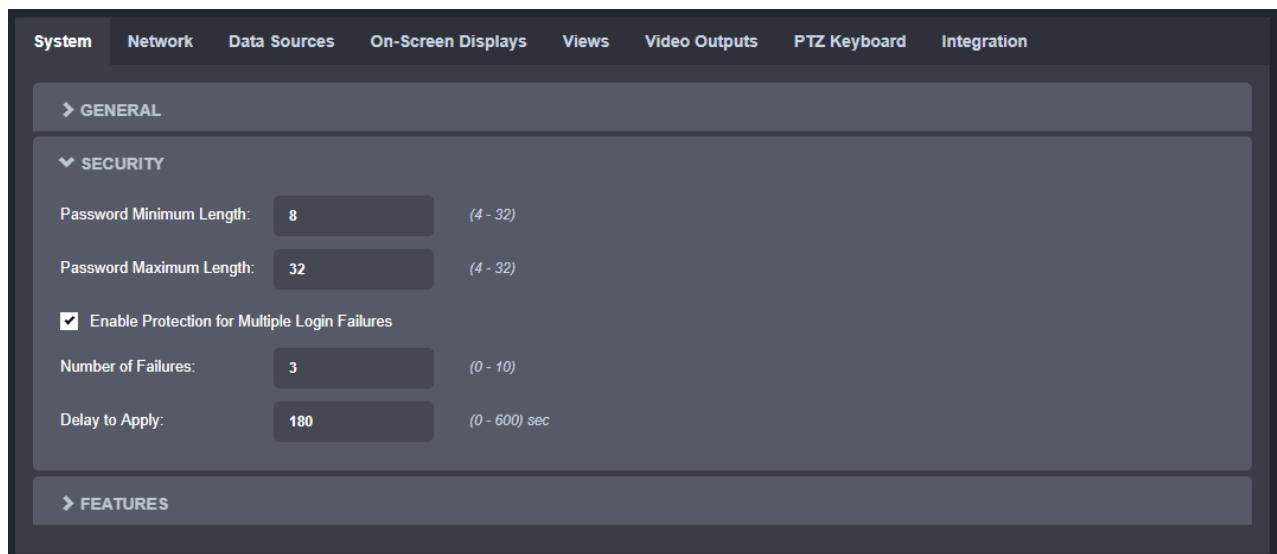 System Network Data Sources On-Screen Displays Views Video Outputs PTZ Keyboard Integration
GENERAL
SECURITY
Password Minimum Length: 8 (4 - 32)
Password Maximum Length: 32 (4 - 32)
Enable Protection for Multiple Login Failures
Number of Failures: 3 (0 - 10)
Delay to Apply: 180 (0 - 600) sec
FEATURES